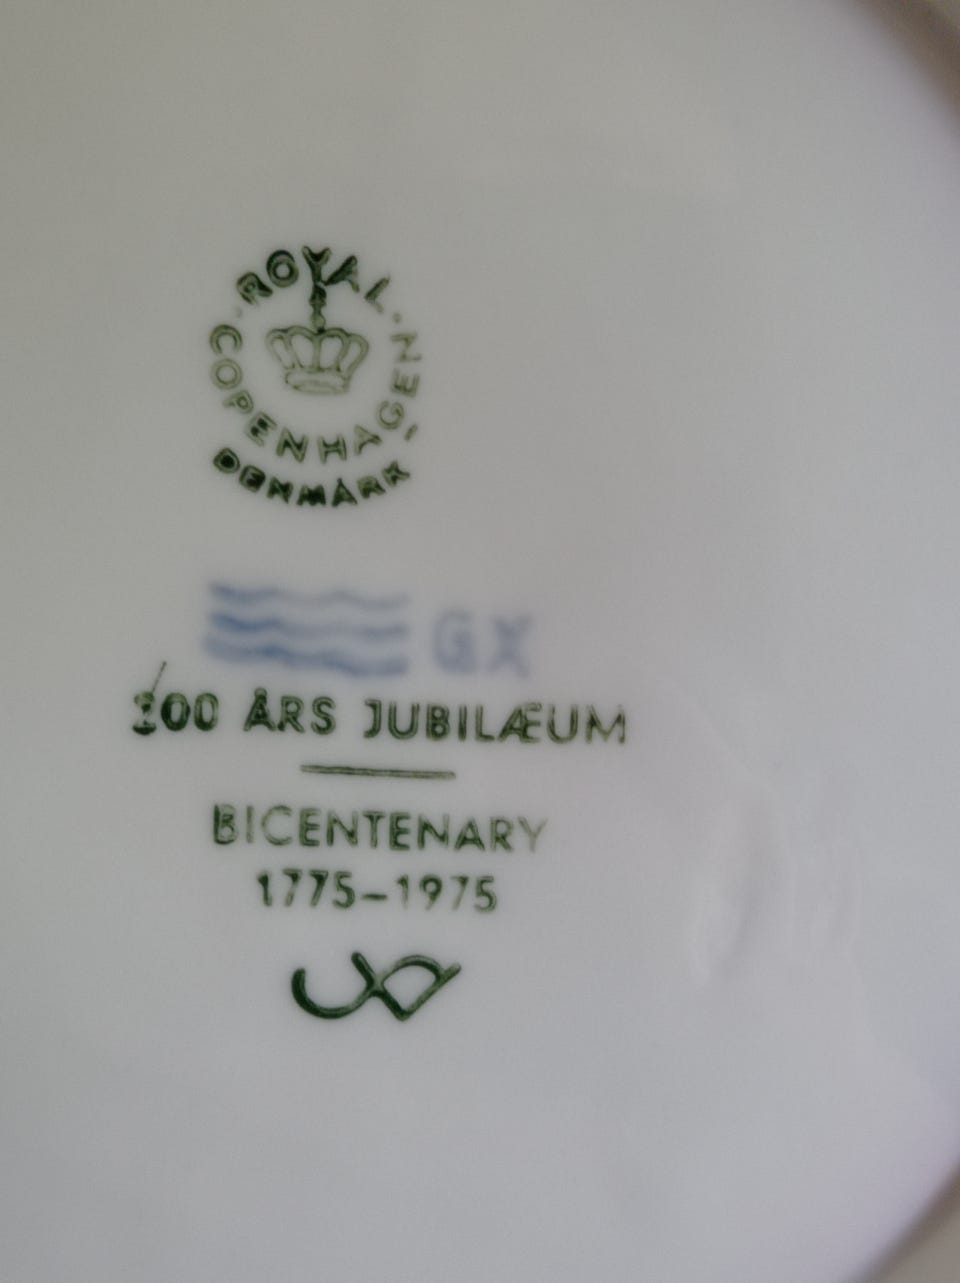 ROYAL
COPENHAGEN
DENMARK
GX
200 ÅRS JUBILÆUM
BICENTENARY
1775-1975